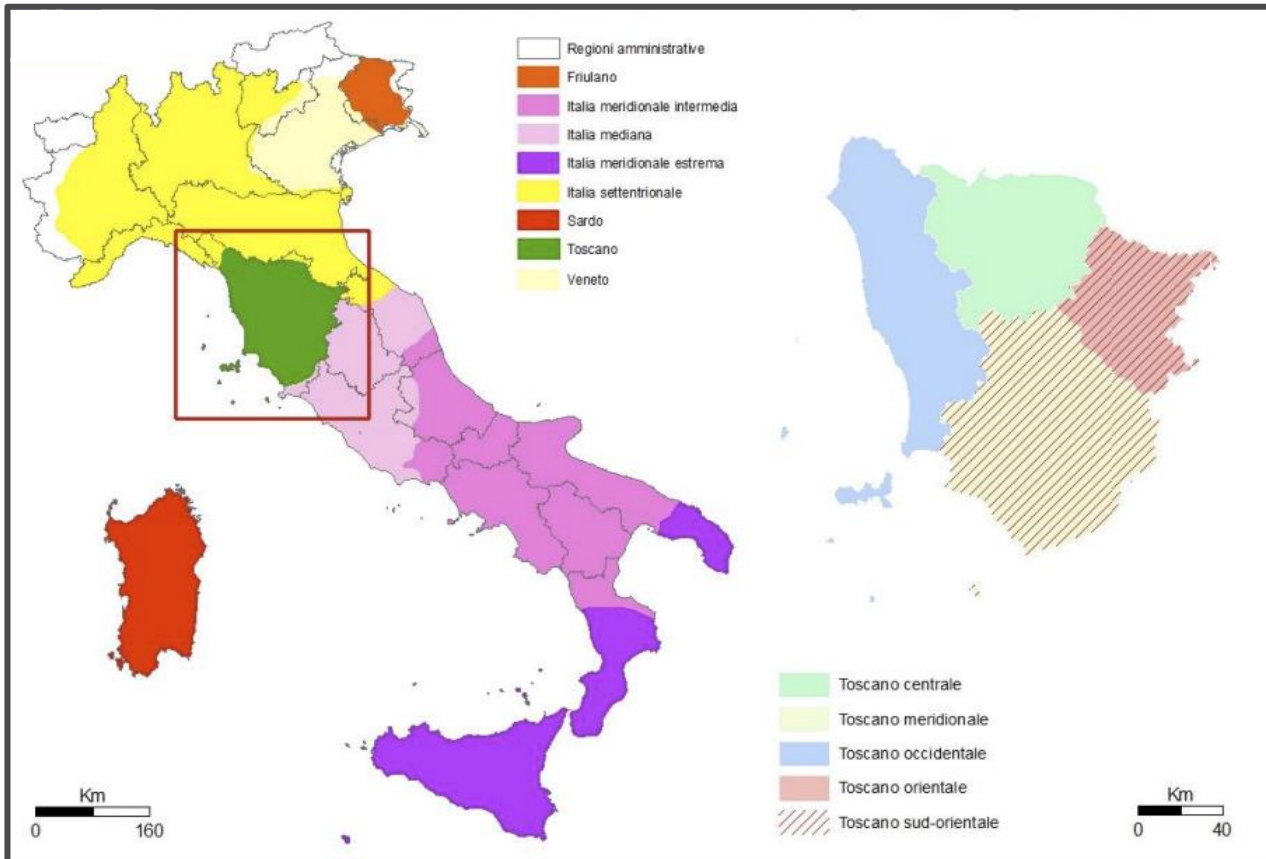 Regioni amministrative
Friulano
Italia meridionale intermedia
Italia mediana
Italia meridionale estrema
Italia settentrionale
Sardo
Toscano
Veneto
Toscano centrale
Toscano meridionale
Toscano occidentale
Toscano orientale
Toscano sud-orientale
Km
0 160
Km
0 40